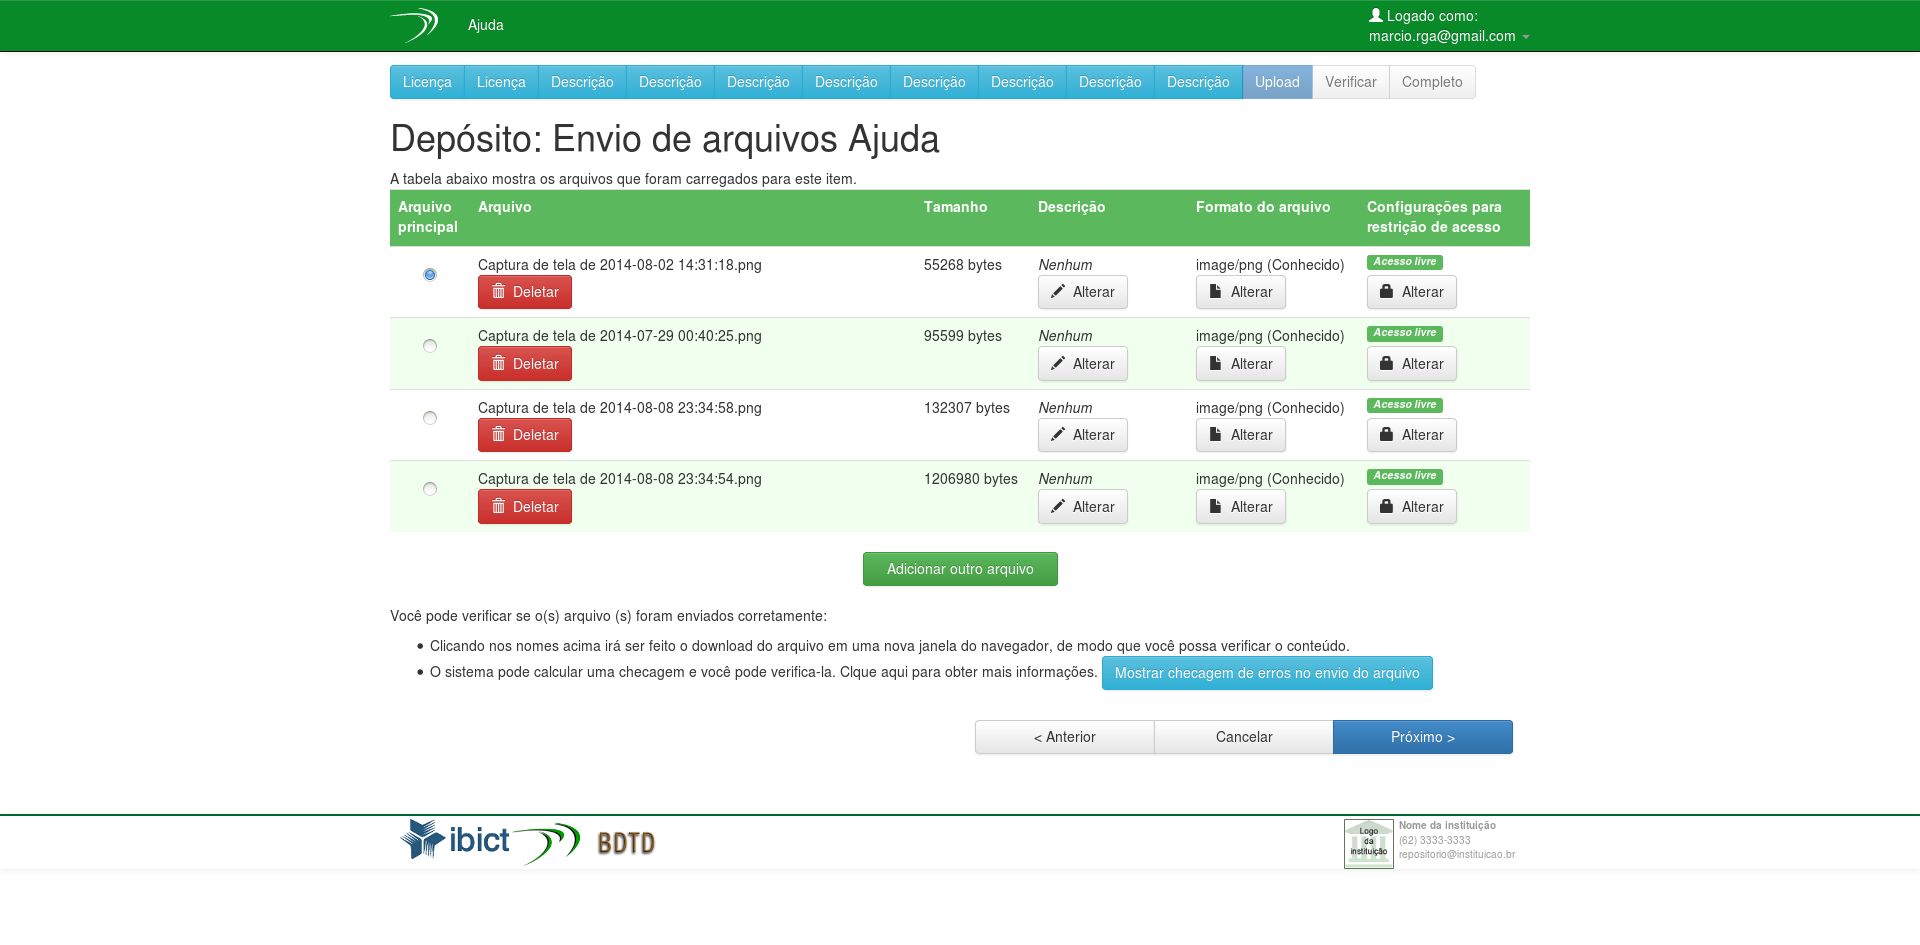 Ajuda
Logado como:
marcio.rga@gmail.com
Licença Licença Descrição Descrição Descrição Descrição Descrição Descrição Descrição Descrição Upload Verificar Completo
Depósito: Envio de arquivos Ajuda
A tabela abaixo mostra os arquivos que foram carregados para este item.
Arquivo principal Arquivo Tamanho Descrição Formato do arquivo Configurações para restrição de acesso
Captura de tela de 2014-08-02 14:31:18.png 55268 bytes Nenhum image/png (Conhecido) Acesso livre
Deletar Alterar Alterar Alterar
Captura de tela de 2014-07-29 00:40:25.png 95599 bytes Nenhum image/png (Conhecido) Acesso livre
Deletar Alterar Alterar Alterar
Captura de tela de 2014-08-08 23:34:58.png 132307 bytes Nenhum image/png (Conhecido) Acesso livre
Deletar Alterar Alterar Alterar
Captura de tela de 2014-08-08 23:34:54.png 1206980 bytes Nenhum image/png (Conhecido) Acesso livre
Deletar Alterar Alterar Alterar
Adicionar outro arquivo
Você pode verificar se o(s) arquivo (s) foram enviados corretamente:
• Clicando nos nomes acima irá ser feito o download do arquivo em uma nova janela do navegador, de modo que você possa verificar o conteúdo.
• O sistema pode calcular uma checagem e você pode verifica-la. Clque aqui para obter mais informações. Mostrar checagem de erros no envio do arquivo
< Anterior Cancelar Próximo >
ibict BDTD
Logo da instituição
Nome da instituição
(62) 3333-3333
repositorio@instituicao.br